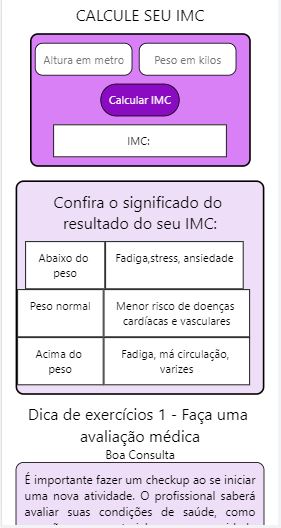 CALCULE SEU IMC
Altura em metro
Peso em kilos
Calcular IMC
IMC:
Confira o significado do
resultado do seu IMC:
Abaixo do
peso
Fadiga,stress, ansiedade
Peso normal
Menor risco de doenças
cardíacas e vasculares
Acima do
peso
Fadiga, má circulação,
varizes
Dica de exercícios 1 - Faça uma
avaliação médica
Boa Consulta
É importante fazer um checkup ao se iniciar
uma nova atividade. O profissional saberá
avaliar suas condições de saúde, como